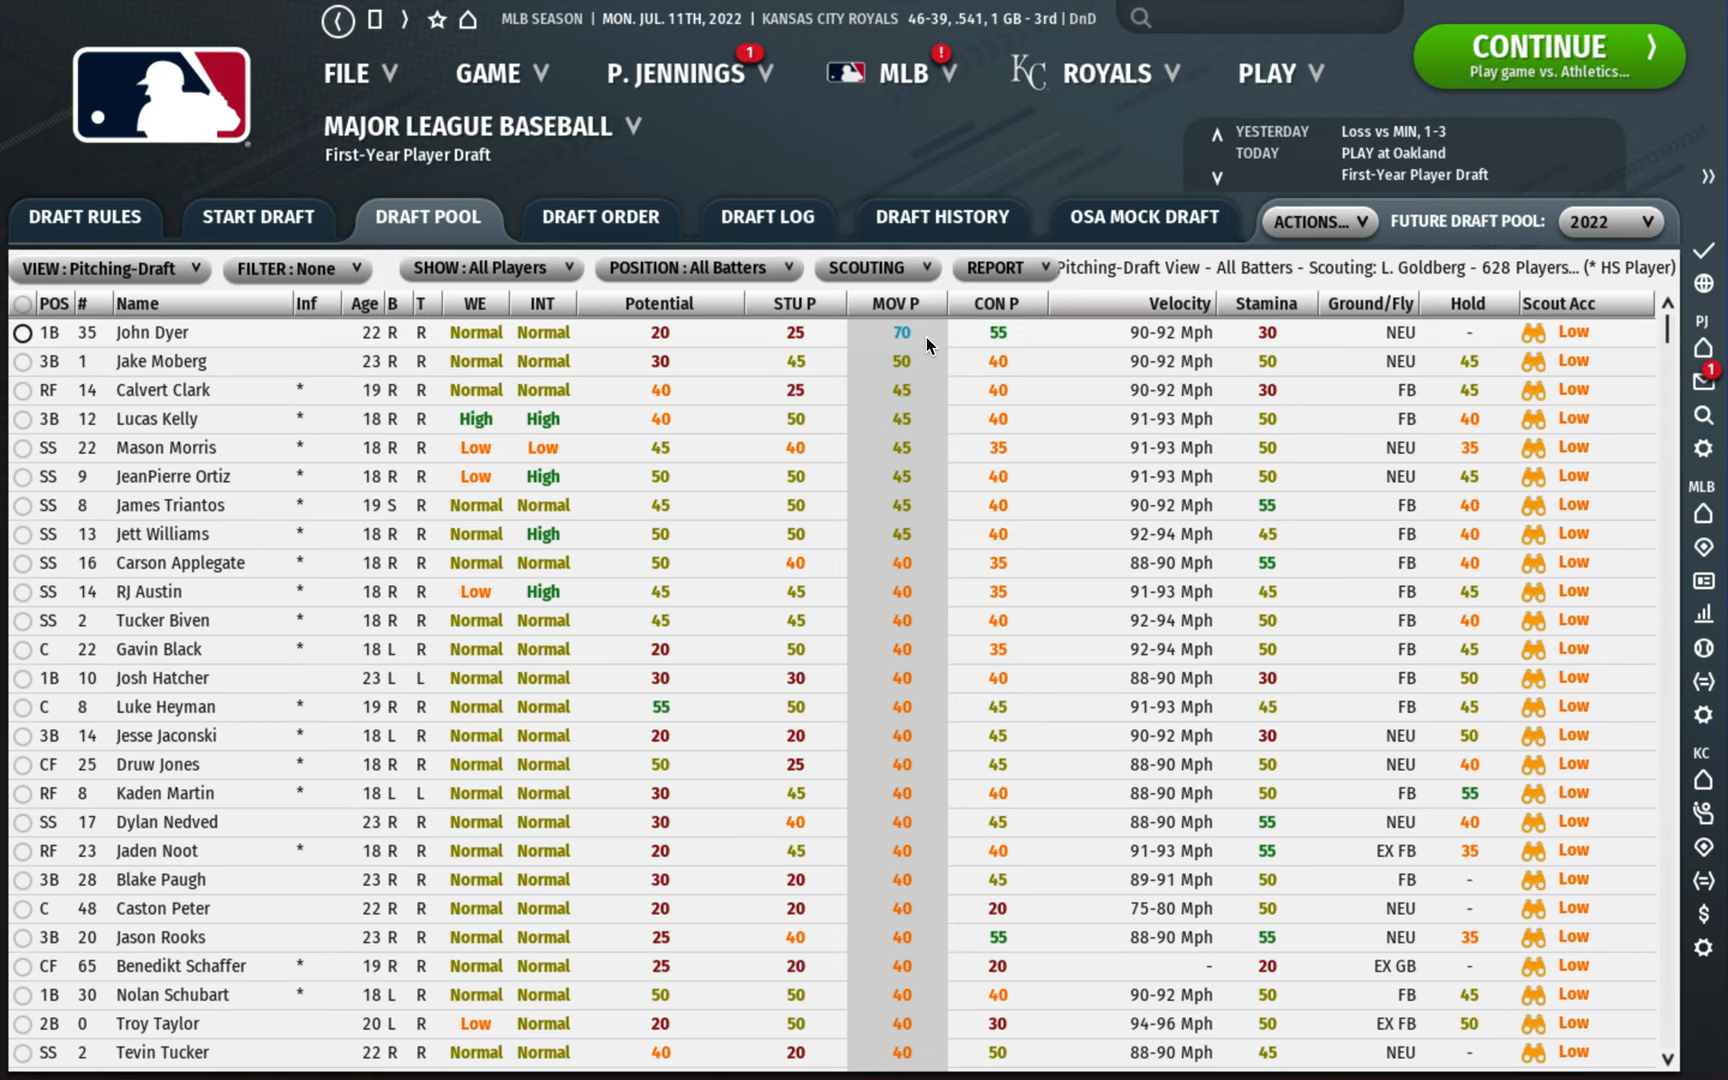 MLB SEASON | MON. JUL. 11TH, 2022 | KANSAS CITY ROYALS 46-39, .541, 1 GB - 3rd | DnD
FILE GAME P. JENNINGS 1 MLB ! KC ROYALS PLAY
CONTINUE
Play game vs. Athletics...
MAJOR LEAGUE BASEBALL
First-Year Player Draft
YESTERDAY Loss vs MIN, 1-3
TODAY PLAY at Oakland
First-Year Player Draft
DRAFT RULES START DRAFT DRAFT POOL DRAFT ORDER DRAFT LOG DRAFT HISTORY OSA MOCK DRAFT ACTIONS... FUTURE DRAFT POOL: 2022
VIEW : Pitching-Draft FILTER : None SHOW : All Players POSITION : All Batters SCOUTING REPORT Pitching-Draft View - All Batters - Scouting: L. Goldberg - 628 Players... (* HS Player)
POS # Name Inf Age B T WE INT Potential STU P MOV P CON P Velocity Stamina Ground/Fly Hold Scout Acc
1B 35 John Dyer 22 R R Normal Normal 20 25 70 55 90-92 Mph 30 NEU - Low
3B 1 Jake Moberg 23 R R Normal Normal 30 45 50 40 90-92 Mph 50 NEU 45 Low
RF 14 Calvert Clark * 19 R R Normal Normal 40 25 45 40 90-92 Mph 30 FB 45 Low
3B 12 Lucas Kelly * 18 R R High High 40 50 45 40 91-93 Mph 50 FB 40 Low
SS 22 Mason Morris * 18 R R Low Low 45 40 45 35 91-93 Mph 50 NEU 35 Low
SS 9 JeanPierre Ortiz * 18 R R Low High 50 50 45 40 91-93 Mph 50 NEU 45 Low
SS 8 James Triantos * 19 S R Normal Normal 45 50 45 40 90-92 Mph 55 FB 40 Low
SS 13 Jett Williams * 18 R R Normal High 50 50 45 40 92-94 Mph 45 FB 40 Low
SS 16 Carson Applegate * 18 R R Normal Normal 50 40 40 35 88-90 Mph 55 FB 40 Low
SS 14 RJ Austin * 18 R R Low High 45 45 40 35 91-93 Mph 45 FB 45 Low
SS 2 Tucker Biven * 18 R R Normal Normal 45 45 40 40 92-94 Mph 50 FB 40 Low
C 22 Gavin Black * 18 L R Normal Normal 20 50 40 35 92-94 Mph 50 FB 45 Low
1B 10 Josh Hatcher 23 L L Normal Normal 30 30 40 40 88-90 Mph 30 FB 50 Low
C 8 Luke Heyman * 19 R R Normal Normal 55 50 40 45 91-93 Mph 45 FB 45 Low
3B 14 Jesse Jaconski * 18 L R Normal Normal 20 20 40 45 90-92 Mph 30 NEU 50 Low
CF 25 Druw Jones * 18 R R Normal Normal 50 25 40 45 88-90 Mph 50 NEU 40 Low
RF 8 Kaden Martin * 18 L L Normal Normal 30 45 40 40 88-90 Mph 50 FB 55 Low
SS 17 Dylan Nedved 23 R R Normal Normal 30 40 40 45 88-90 Mph 55 NEU 40 Low
RF 23 Jaden Noot * 18 R R Normal Normal 20 45 40 40 91-93 Mph 55 EX FB 35 Low
3B 28 Blake Paugh 23 R R Normal Normal 30 20 40 45 89-91 Mph 50 FB - Low
C 48 Caston Peter 22 R R Normal Normal 20 20 40 20 75-80 Mph 50 NEU - Low
3B 20 Jason Rooks 23 R R Normal Normal 25 40 40 55 88-90 Mph 55 NEU 35 Low
CF 65 Benedikt Schaffer * 19 R R Normal Normal 25 20 40 20 - 20 EX GB - Low
1B 30 Nolan Schubart * 18 L R Normal Normal 50 50 40 40 90-92 Mph 50 FB 45 Low
2B 0 Troy Taylor 20 L R Low Normal 20 50 40 30 94-96 Mph 50 EX FB 50 Low
SS 2 Tevin Tucker 22 R R Normal Normal 40 20 40 50 88-90 Mph 45 NEU - Low
PJ
1
MLB
KC